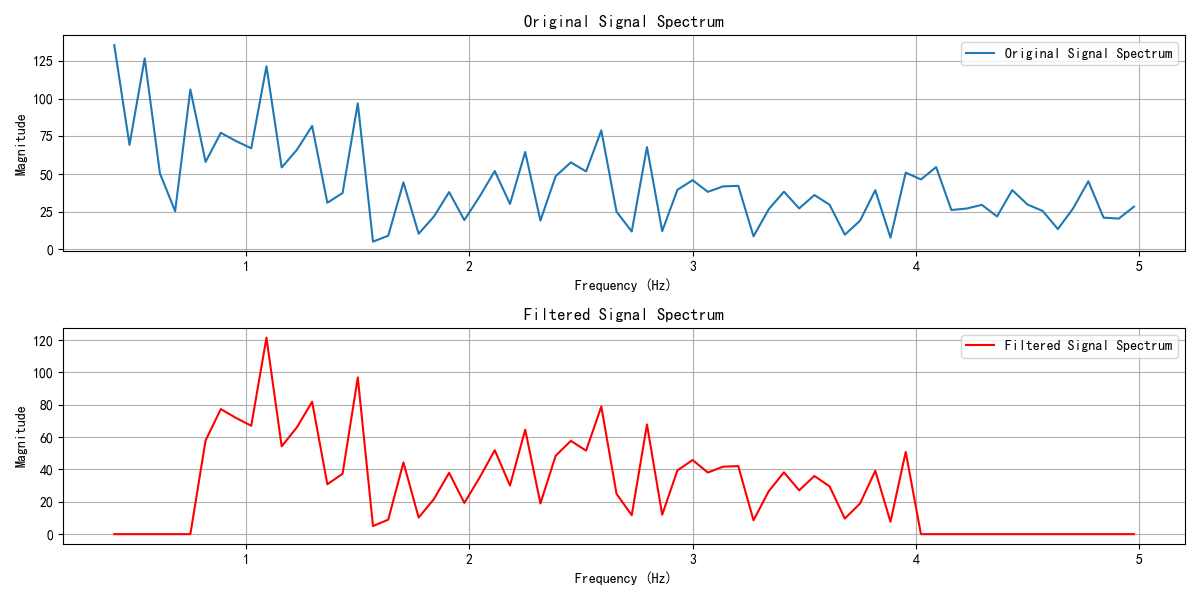 Original Signal Spectrum
Original Signal Spectrum
125
100
75
50
25
0
Magnitude
1 2 3 4 5
Frequency (Hz)
Filtered Signal Spectrum
Filtered Signal Spectrum
120
100
80
60
40
20
0
Magnitude
1 2 3 4 5
Frequency (Hz)